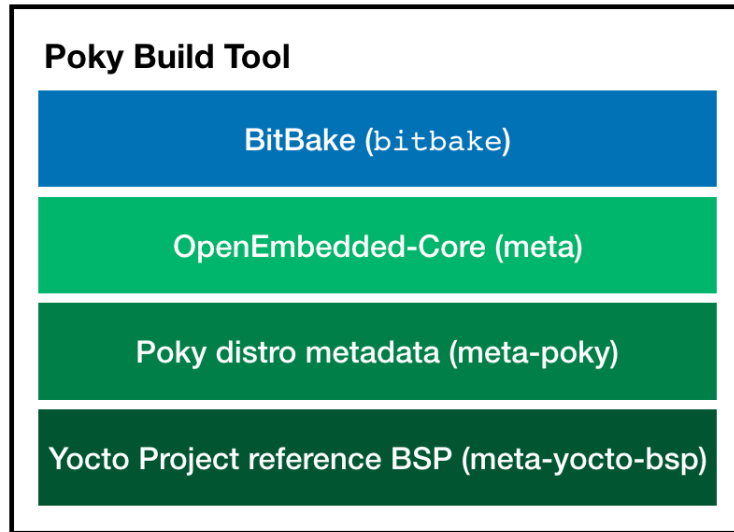 Poky Build Tool
BitBake (bitbake)
OpenEmbedded-Core (meta)
Poky distro metadata (meta-poky)
Yocto Project reference BSP (meta-yocto-bsp)